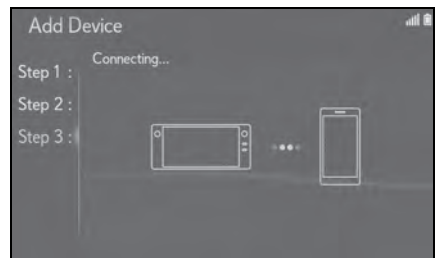 Add Device
Connecting...
Step 1 :
Step 2 :
Step 3 :